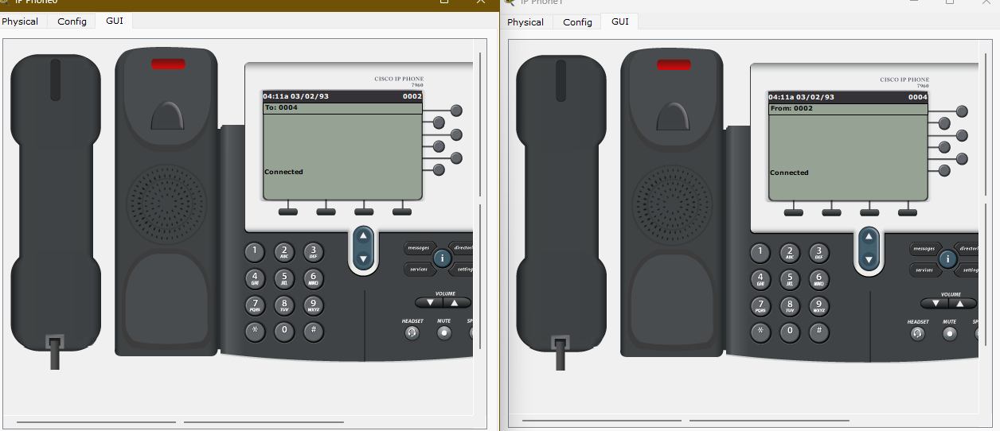 IP Phone0
Physical Config GUI
CISCO IP PHONE
7960
04:11a 03/02/93 0002
To: 0004
Connected
1 2 ABC 3 DEF
4 GHI 5 JKL 6 MNO
7 PQRS 8 TUV 9 WXYZ
* 0 #
messages directori
i
services setting
VOLUME
HEADSET MUTE SP
IP Phone1
Physical Config GUI
CISCO IP PHONE
7960
04:11a 03/02/93 0004
From: 0002
Connected
1 2 ABC 3 DEF
4 GHI 5 JKL 6 MNO
7 PQRS 8 TUV 9 WXYZ
* 0 #
messages directori
i
services setting
VOLUME
HEADSET MUTE SP